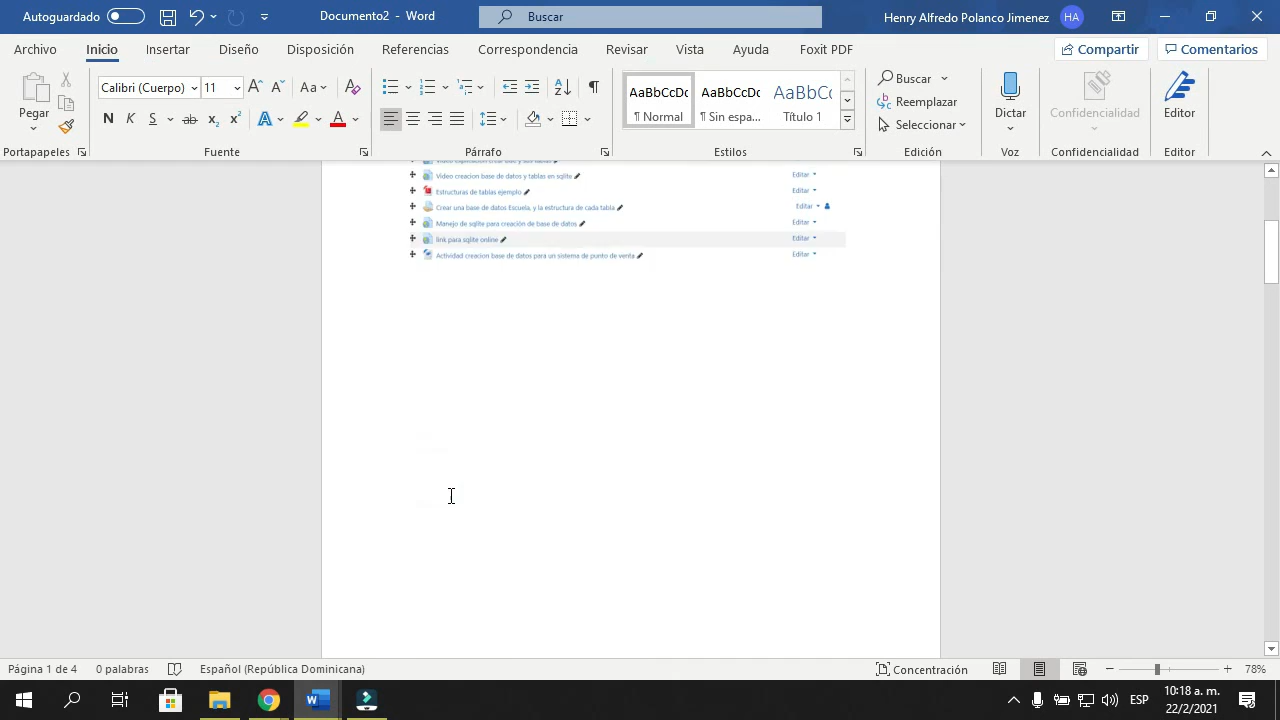 Autoguardado
Documento2 - Word
Buscar
Henry Alfredo Polanco Jimenez
HA
Archivo
Inicio
Insertar
Diseño
Disposición
Referencias
Correspondencia
Revisar
Vista
Ayuda
Foxit PDF
Compartir
Comentarios
Pegar
Portapapeles
Calibri (Cuerpo)
11
Aa
N K S ab x₂ x²
A
Fuente
Párrafo
AaBbCcDc
¶ Normal
AaBbCcDc
¶ Sin espa...
AaBbCc
Título 1
Estilos
Buscar
Reemplazar
Seleccionar
Edición
Dictar
Voz
Confidencialidad
Confidencialidad
Editor
Editor
Video creacion base de datos y tablas en sqlite
Editar
Estructuras de tablas ejemplo
Editar
Crear una base de datos Escuela, y la estructura de cada tabla
Editar
Manejo de sqlite para creación de base de datos
Editar
link para sqlite online
Editar
Actividad creacion base de datos para un sistema de punto de venta
Editar
Página 1 de 4
0 palabras
Español (República Dominicana)
Concentración
78%
ESP
10:18 a. m.
22/2/2021